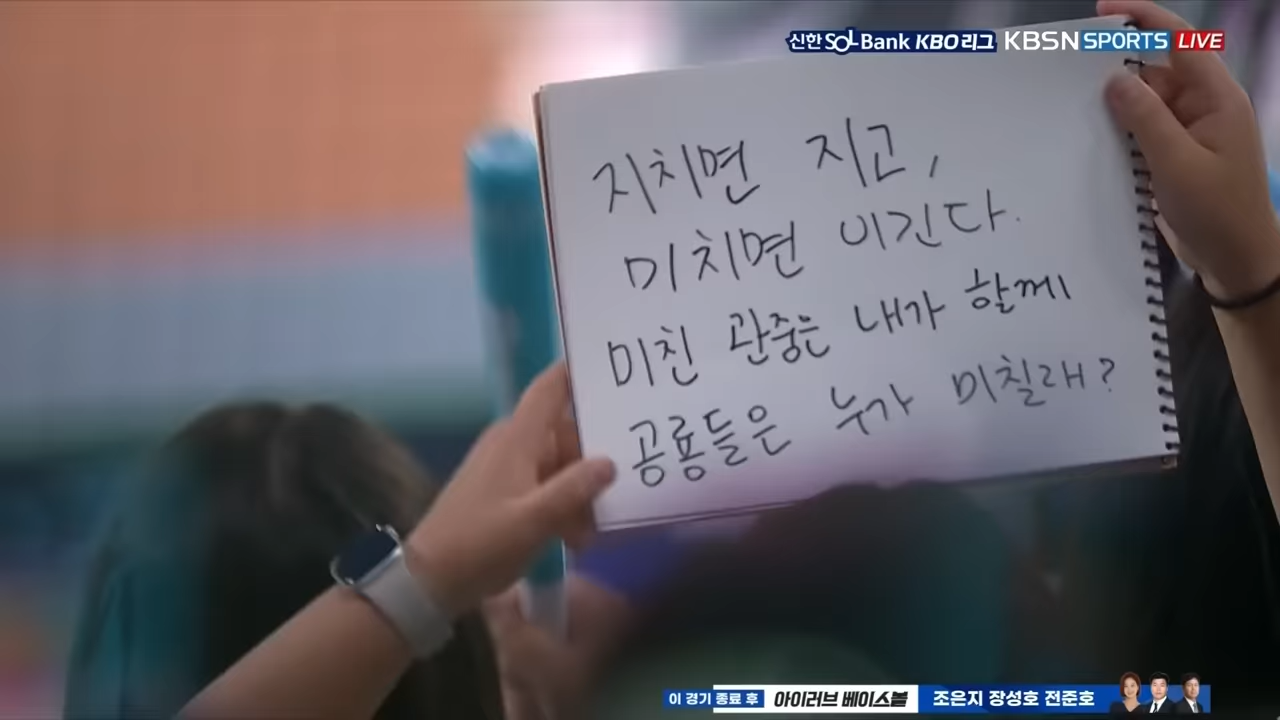 신한 SOL Bank KBO 리그 KBSN SPORTS LIVE
지치면 지고,
미치면 이긴다.
미친 관중은 내가 할께
공룡들은 누가 미칠래?
이 경기 종료 후 아이러브 베이스볼 조은지 장성호 전준호